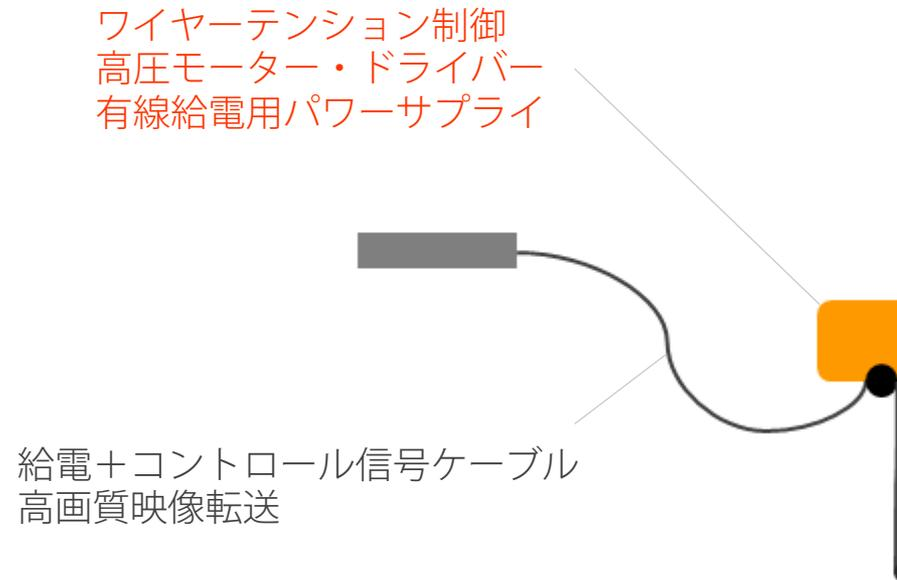 ワイヤーテンション制御
高圧モーター・ドライバー
有線給電用パワーサプライ
給電＋コントロール信号ケーブル
高画質映像転送